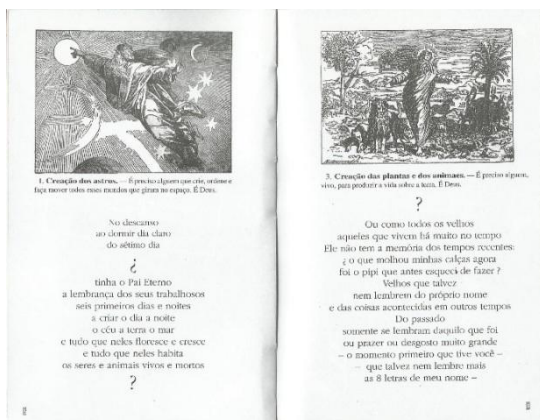 1. Creação dos astros. — É preciso alguem que crie, ordene e
faça mover todos esses mundos que giram no espaço. É Deus.
No descanso
ao dormir dia claro
do sétimo dia
¿
tinha o Pai Eterno
a lembrança dos seus trabalhosos
seis primeiros dias e noites
a criar o dia a noite
o céu a terra o mar
e tudo que neles floresce e cresce
e tudo que neles habita
os seres e animais vivos e mortos
?
3. Creação das plantas e dos animaes. — É preciso alguem,
vivo, para produzir a vida sobre a terra. É Deus.
?
Ou como todos os velhos
aqueles que vivem há muito no tempo
Ele não tem a memória dos tempos recentes:
¿ o que molhou minhas calças agora
foi o pipi que antes esqueci de fazer ?
Velhos que talvez
nem lembrem do próprio nome
e das coisas acontecidas em outros tempos
Do passado
somente se lembram daquilo que foi
ou prazer ou desgosto muito grande
– o momento primeiro que tive você –
– que talvez nem lembre mais
as 8 letras de meu nome –